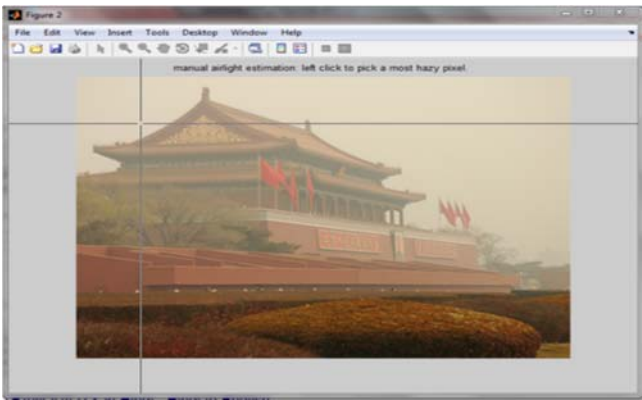 Figure 2
File Edit View Insert Tools Desktop Window Help
manual airlight estimation: left click to pick a most hazy pixel.